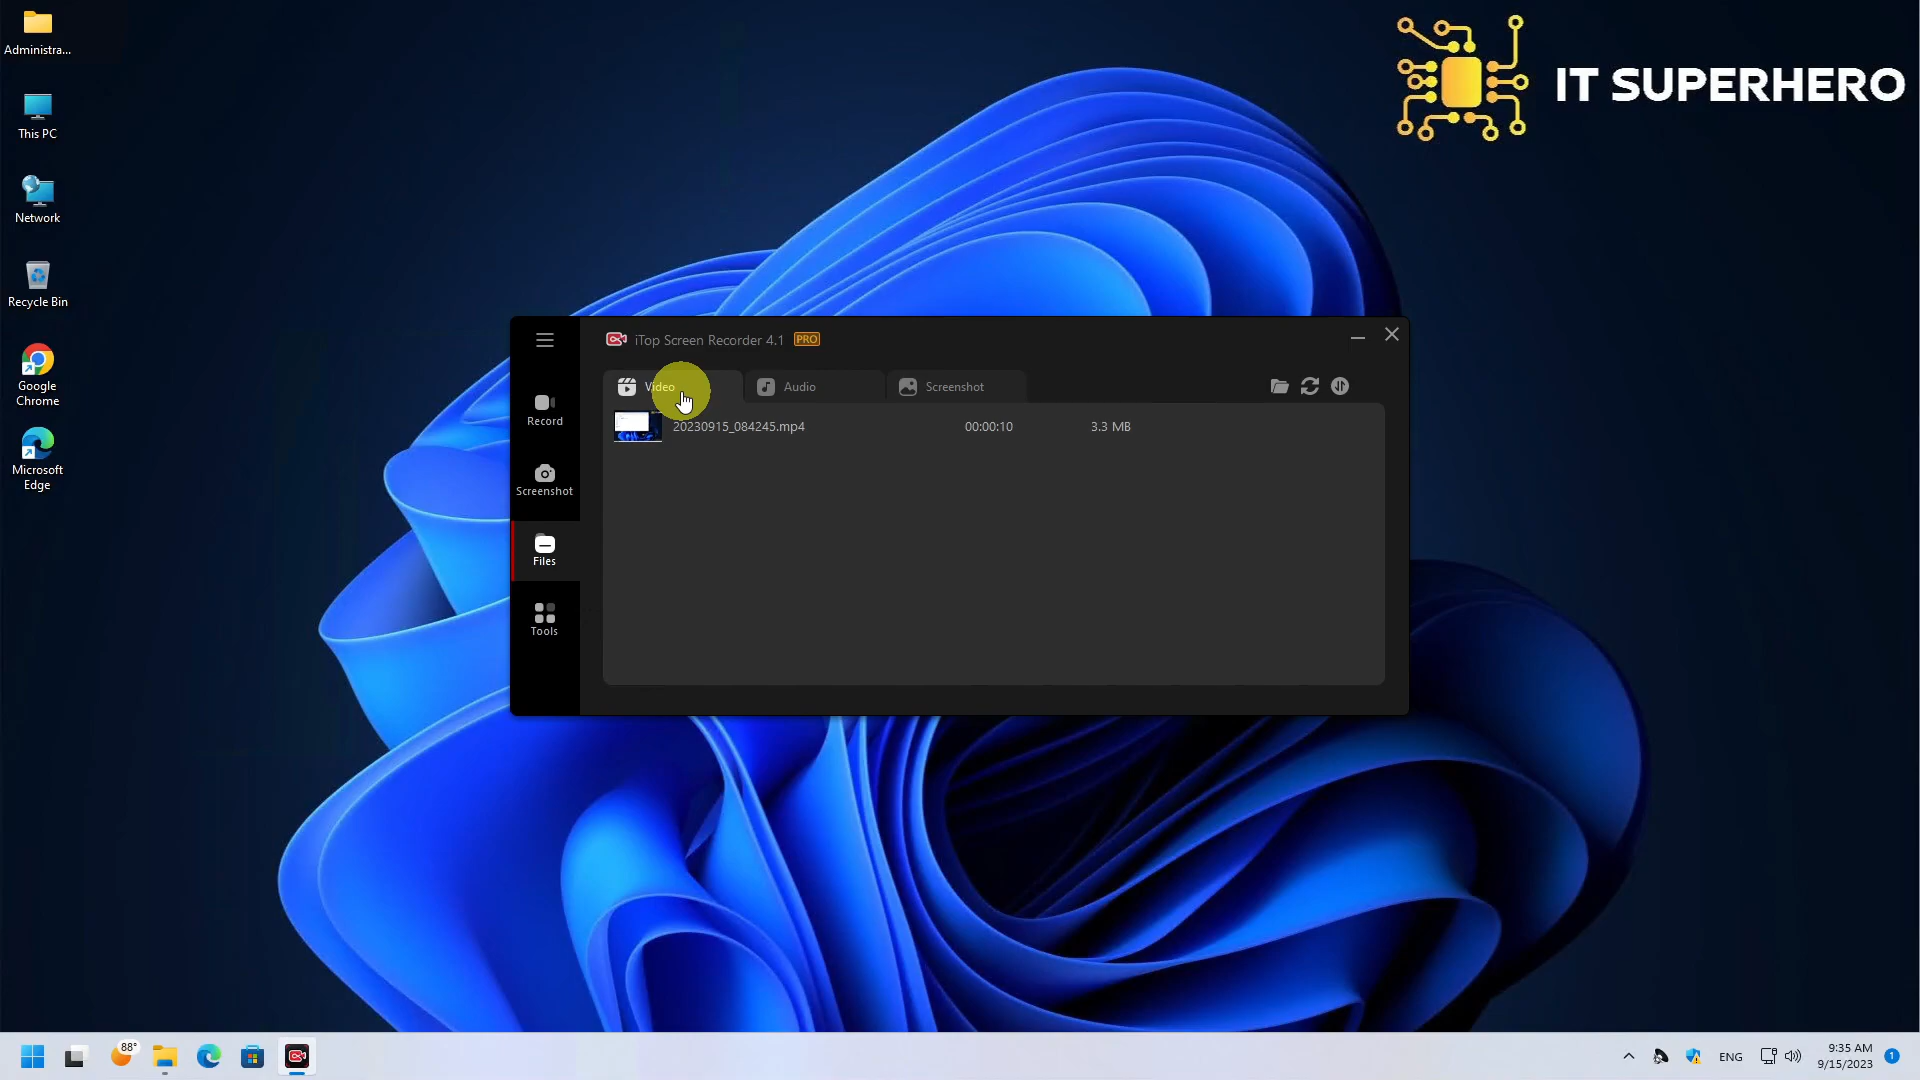 Administra...
This PC
Network
Recycle Bin
Google
Chrome
Microsoft
Edge
IT SUPERHERO
iTop Screen Recorder 4.1 PRO
Record
Screenshot
Files
Tools
Video
Audio
Screenshot
20230915_084245.mp4 00:00:10 3.3 MB
88°
ENG
9:35 AM
9/15/2023
1